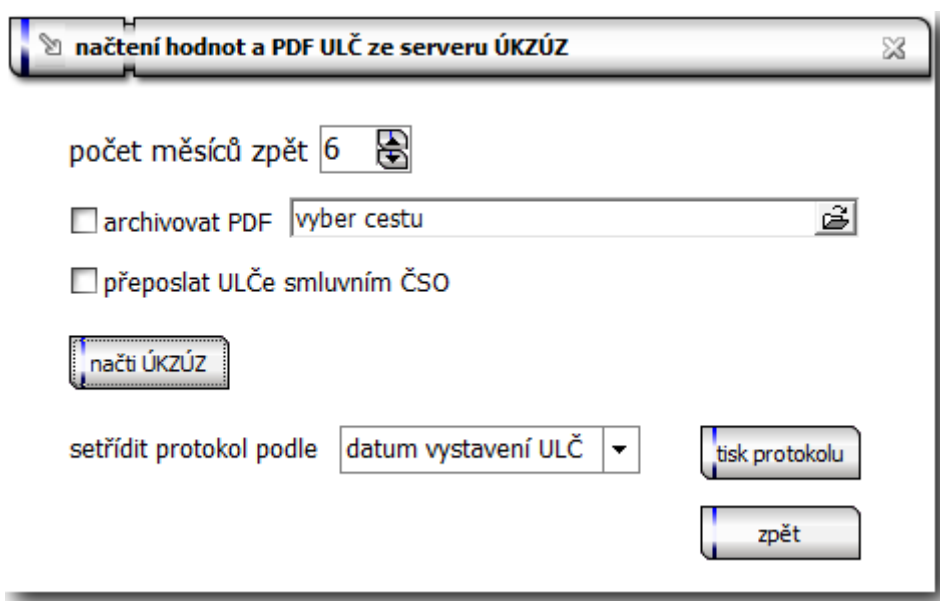 načtení hodnot a PDF ULČ ze serveru ÚKZÚZ
počet měsíců zpět 6
archivovat PDF vyber cestu
přeposlat ULČe smluvním ČSO
načti ÚKZÚZ
setřídit protokol podle datum vystavení ULČ tisk protokolu
zpět